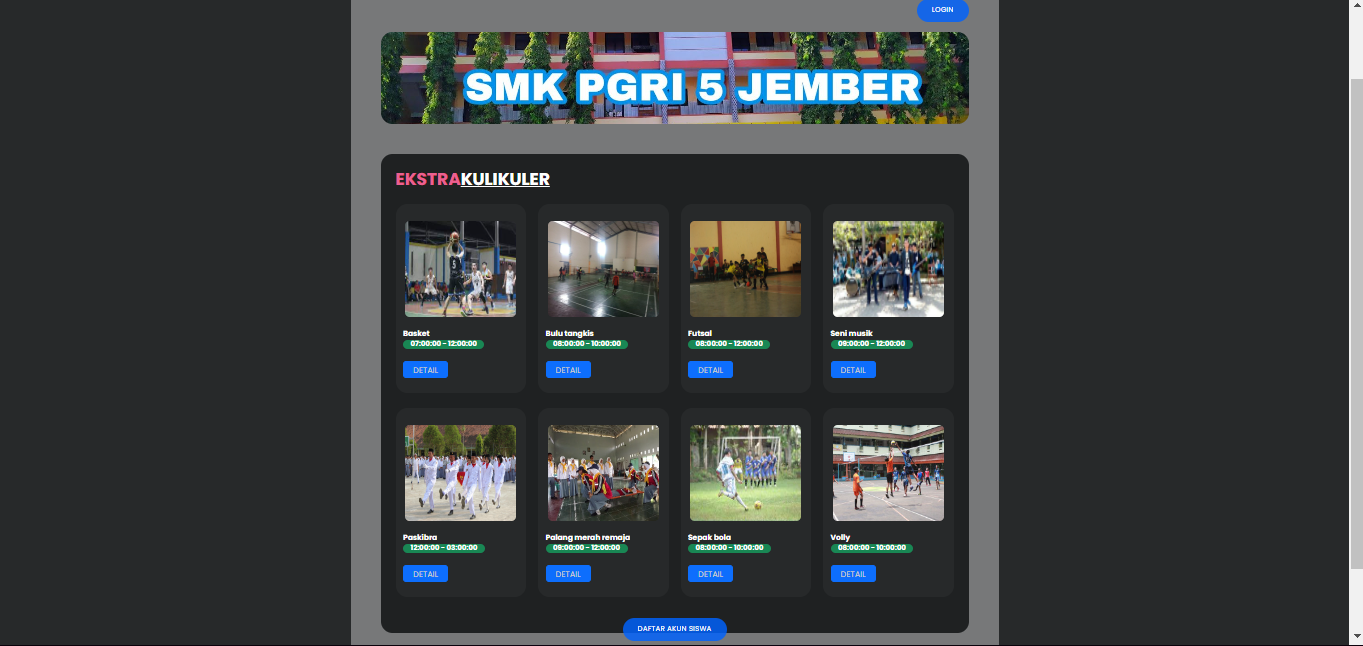 LOGIN
SMK PGRI 5 JEMBER
EKSTRAKULIKULER
Basket
07:00:00 - 12:00:00
DETAIL
Bulu tangkis
08:00:00 - 10:00:00
DETAIL
Futsal
08:00:00 - 12:00:00
DETAIL
Seni musik
09:00:00 - 12:00:00
DETAIL
Paskibra
12:00:00 - 03:00:00
DETAIL
Palang merah remaja
09:00:00 - 12:00:00
DETAIL
Sepak bola
08:00:00 - 10:00:00
DETAIL
Volly
08:00:00 - 10:00:00
DETAIL
DAFTAR AKUN SISWA